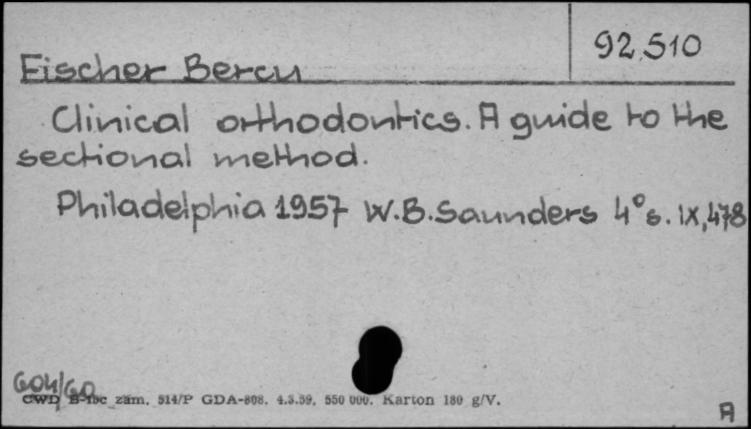 92,510
Fischer Bercu
Clinical orthodontics. A guide to the
sectional method.
Philadelphia 1957 W.B. Saunders 4° s. IX, 478
604/60
CWD B-15c zam. 514/P GDA-808. 4.3.59. 550 000. Karton 180 g/V.
A